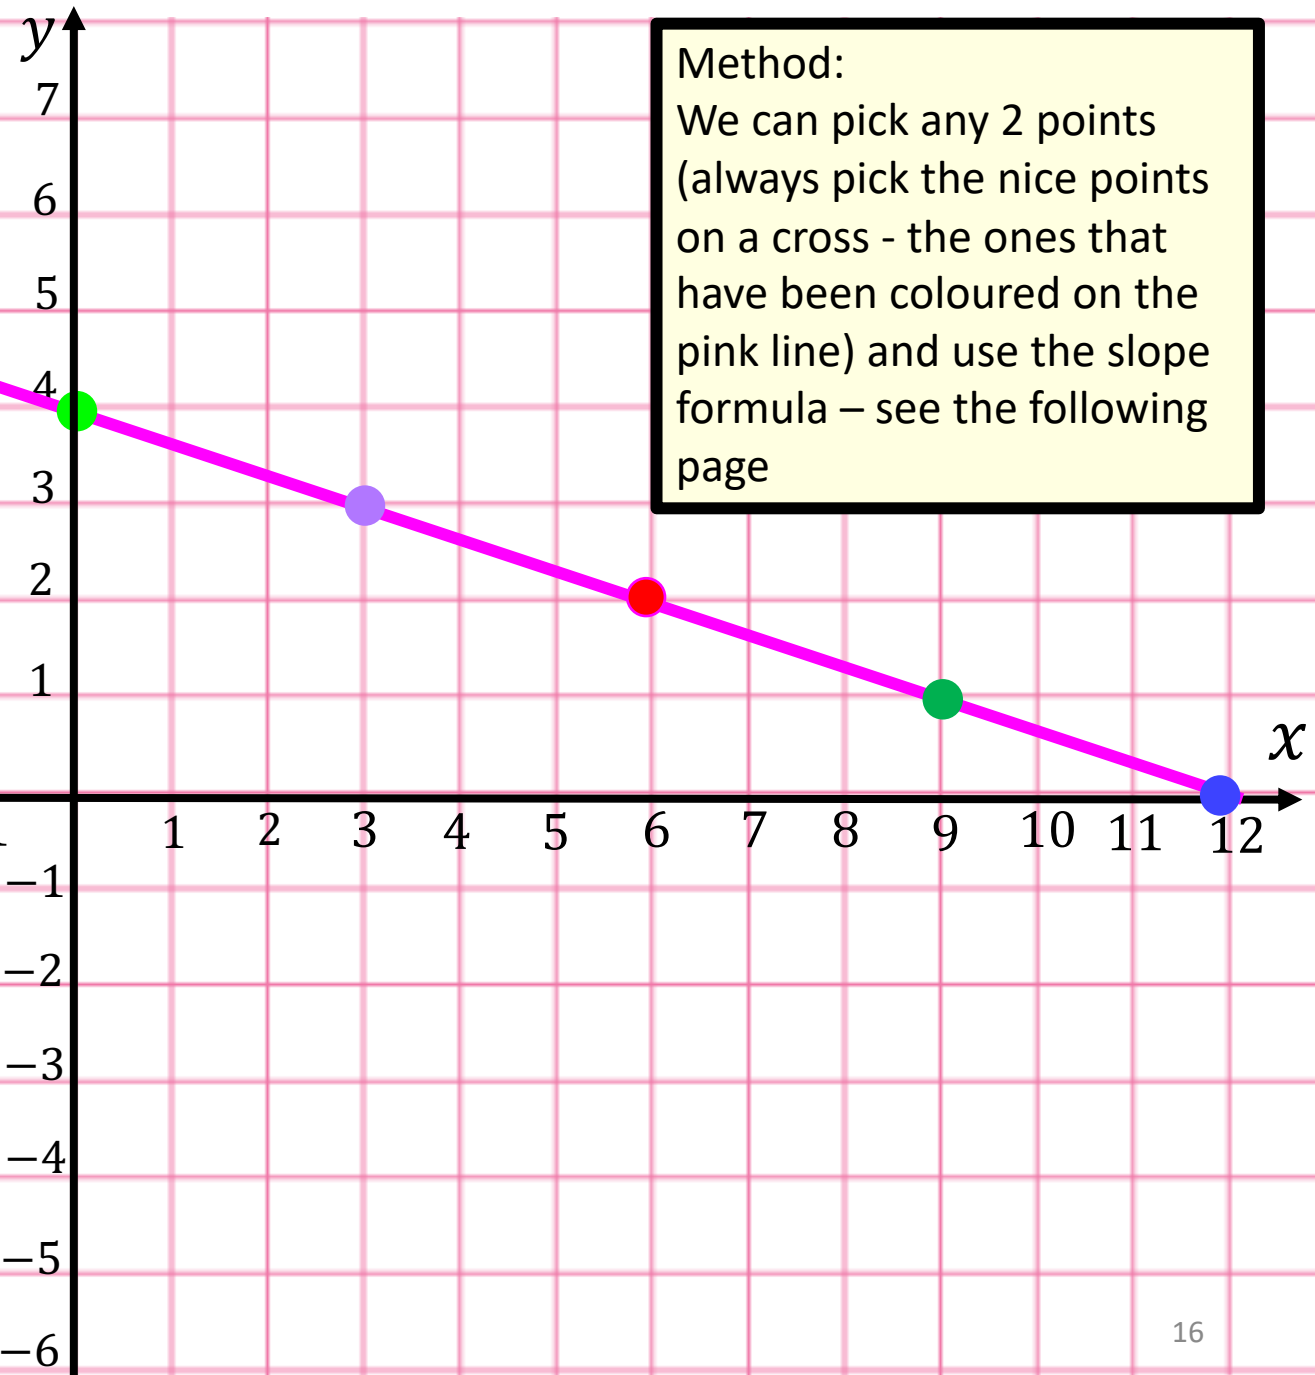 y
Method:
We can pick any 2 points
(always pick the nice points
on a cross - the ones that
have been coloured on the
pink line) and use the slope
formula – see the following
page
7
6
5
4
3
2
1
x
1 2 3 4 5 6 7 8 9 10 11 12
−1
−2
−3
−4
−5
−6
16